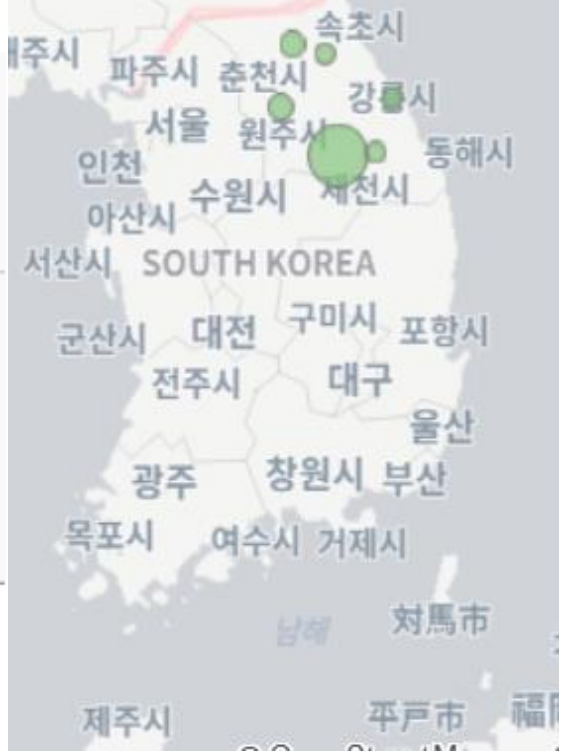 속초시
해주시
파주시 춘천시
강릉시
서울 원주시
인천 동해시
수원시 제천시
아산시
서산시 SOUTH KOREA
군산시 대전 구미시 포항시
전주시 대구
울산
광주 창원시 부산
목포시 여수시 거제시
남해
対馬市
제주시 平戸市